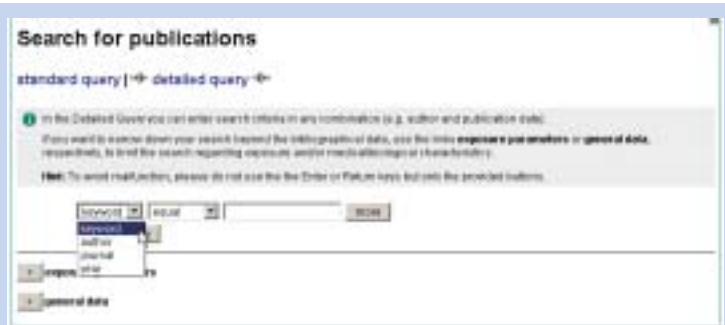 Search for publications
standard query | detailed query
In the Detailed Query you can enter search criteria in any combination (e.g. author and publication date).
If you want to narrow down your search beyond the bibliographical data, use the links exposure parameters or general data,
respectively, to limit the search regarding exposure and/or medical/biological characteristics.
Hint: To avoid malfunction, please do not use the the Enter or Return keys but only the provided buttons.
keyword equal more
keyword
author
journal
year
general data